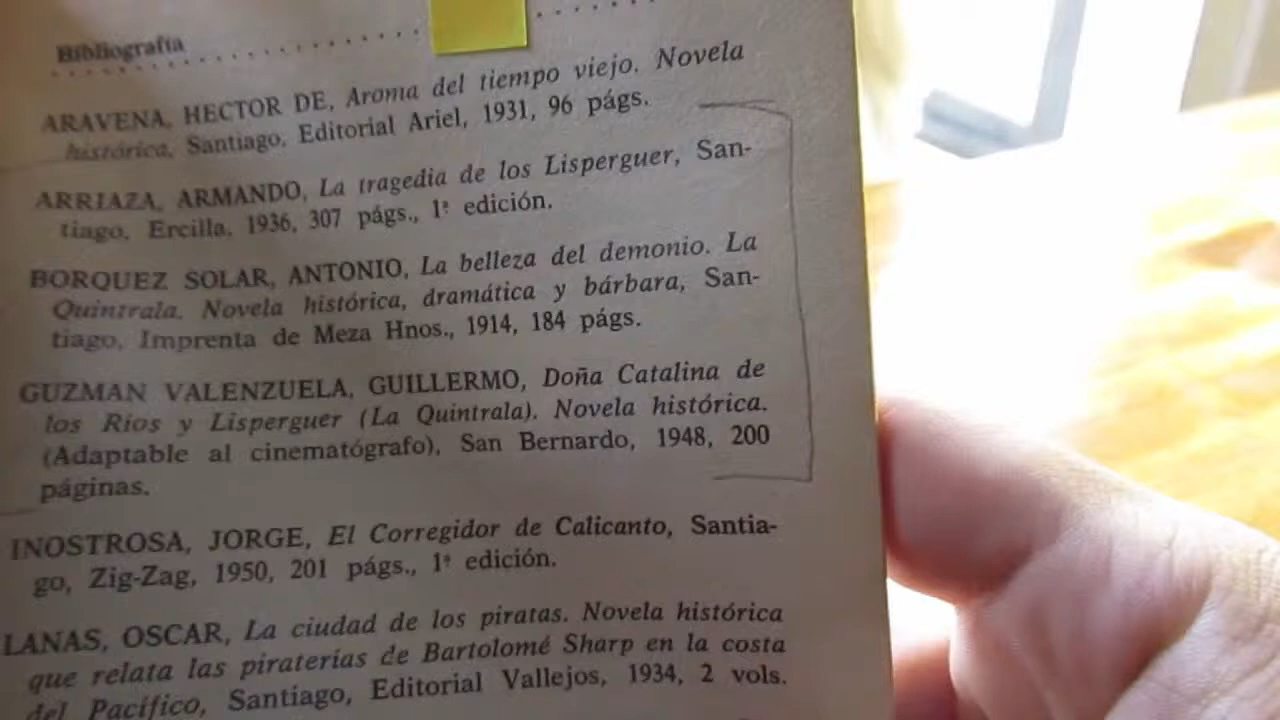 Bibliografía
ARAVENA, HECTOR DE, Aroma del tiempo viejo. Novela
histórica, Santiago, Editorial Ariel, 1931, 96 págs.
ARRIAZA, ARMANDO, La tragedia de los Lisperguer, San-
tiago, Ercilla, 1936, 307 págs., 1ª edición.
BORQUEZ SOLAR, ANTONIO, La belleza del demonio. La
Quintrala. Novela histórica, dramática y bárbara, San-
tiago, Imprenta de Meza Hnos., 1914, 184 págs.
GUZMAN VALENZUELA, GUILLERMO, Doña Catalina de
los Ríos y Lisperguer (La Quintrala). Novela histórica.
(Adaptable al cinematógrafo), San Bernardo, 1948, 200
páginas.
INOSTROSA, JORGE, El Corregidor de Calicanto, Santia-
go, Zig-Zag, 1950, 201 págs., 1ª edición.
LANAS, OSCAR, La ciudad de los piratas. Novela histórica
que relata las piraterías de Bartolomé Sharp en la costa
del Pacífico, Santiago, Editorial Vallejos, 1934, 2 vols.